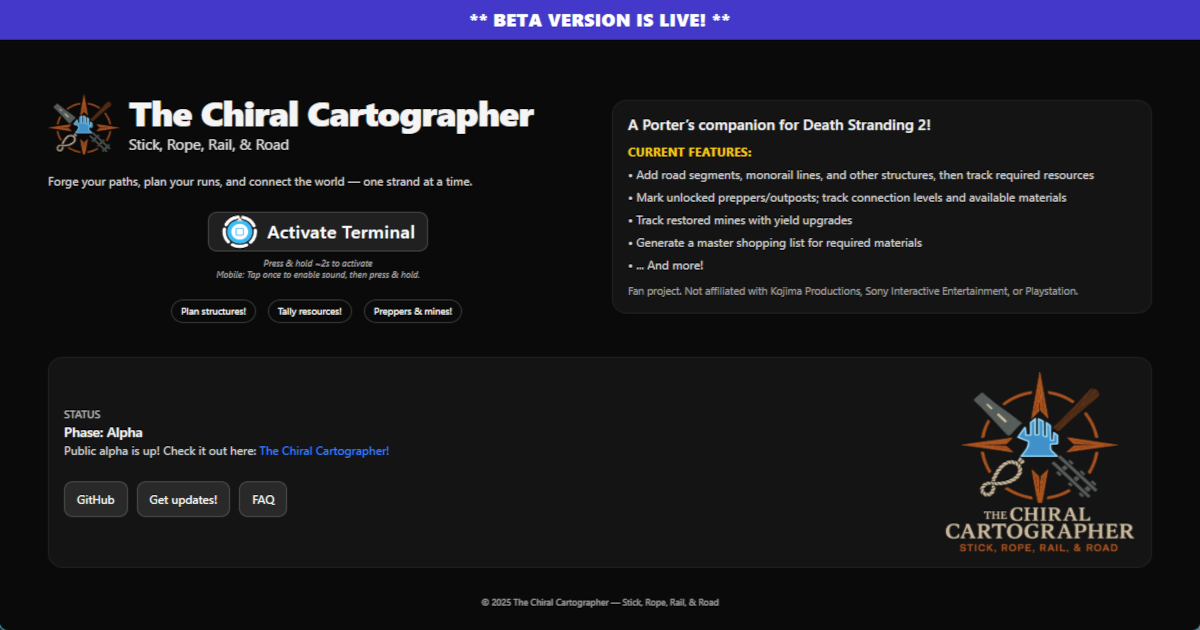 ** BETA VERSION IS LIVE! **
The Chiral Cartographer
Stick, Rope, Rail, & Road
Forge your paths, plan your runs, and connect the world — one strand at a time.
Activate Terminal
Press & hold ~2s to activate
Mobile: Tap once to enable sound, then press & hold.
Plan structures!
Tally resources!
Preppers & mines!
A Porter’s companion for Death Stranding 2!
CURRENT FEATURES:
• Add road segments, monorail lines, and other structures, then track required resources
• Mark unlocked preppers/outposts; track connection levels and available materials
• Track restored mines with yield upgrades
• Generate a master shopping list for required materials
• ... And more!
Fan project. Not affiliated with Kojima Productions, Sony Interactive Entertainment, or Playstation.
STATUS
Phase: Alpha
Public alpha is up! Check it out here: The Chiral Cartographer!
GitHub
Get updates!
FAQ
THE CHIRAL
CARTOGRAPHER
STICK, ROPE, RAIL, & ROAD
© 2025 The Chiral Cartographer — Stick, Rope, Rail, & Road